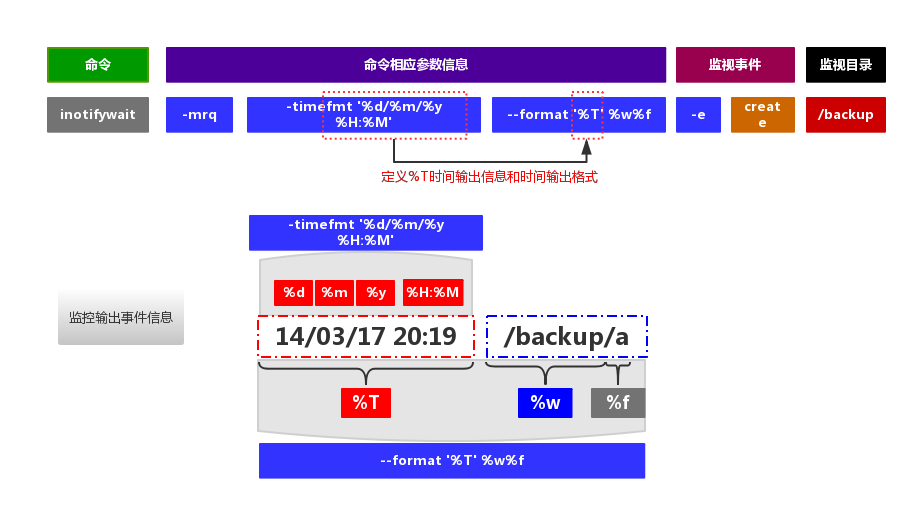 命令
命令相应参数信息
监视事件
监视目录
inotifywait
-mrq
-timefmt '%d/%m/%y
%H:%M'
--format '%T' %w%f
-e
creat
e
/backup
定义%T时间输出信息和时间输出格式
-timefmt '%d/%m/%y
%H:%M'
%d
%m
%y
%H:%M
监控输出事件信息
14/03/17 20:19
/backup/a
%T
%w
%f
--format '%T' %w%f